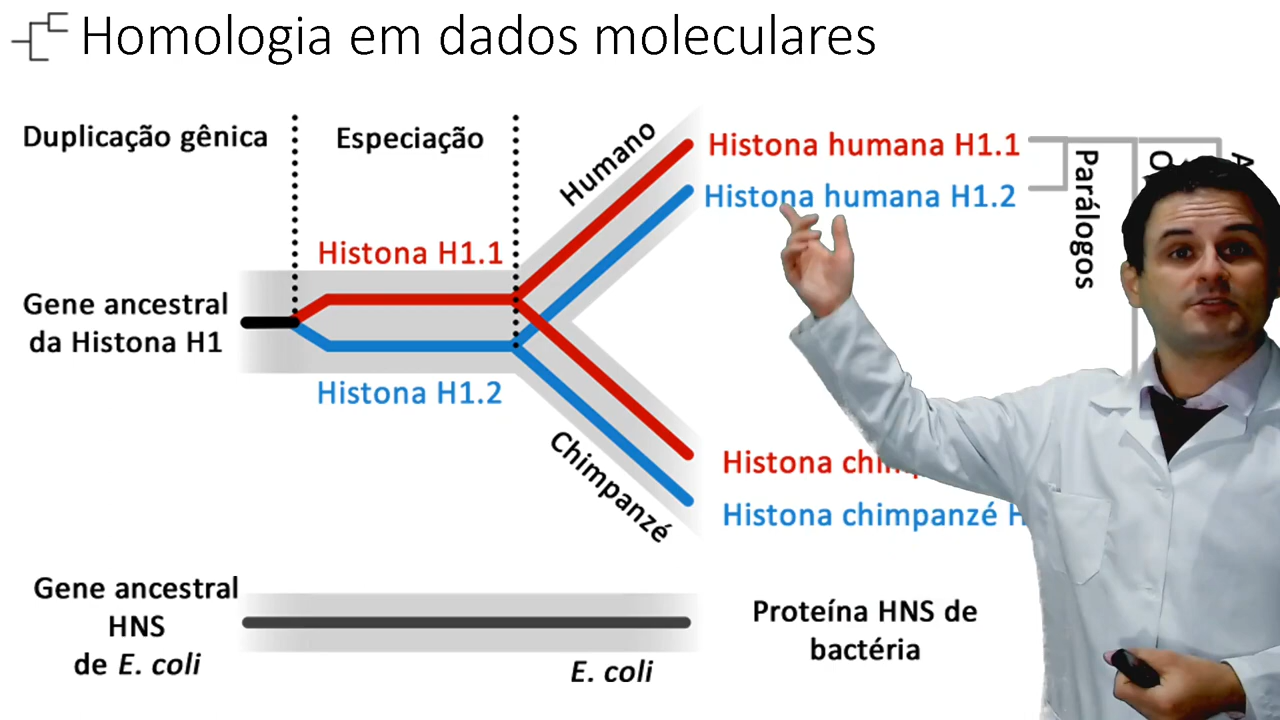 Homologia em dados moleculares
Duplicação gênica
Especiação
Humano
Histona humana H1.1
Histona humana H1.2
Parálogos
Histona H1.1
Gene ancestral
da Histona H1
Histona H1.2
Chimpanzé
Histona
Histona chimpanzé
Gene ancestral
HNS
de E. coli
E. coli
Proteína HNS de
bactéria